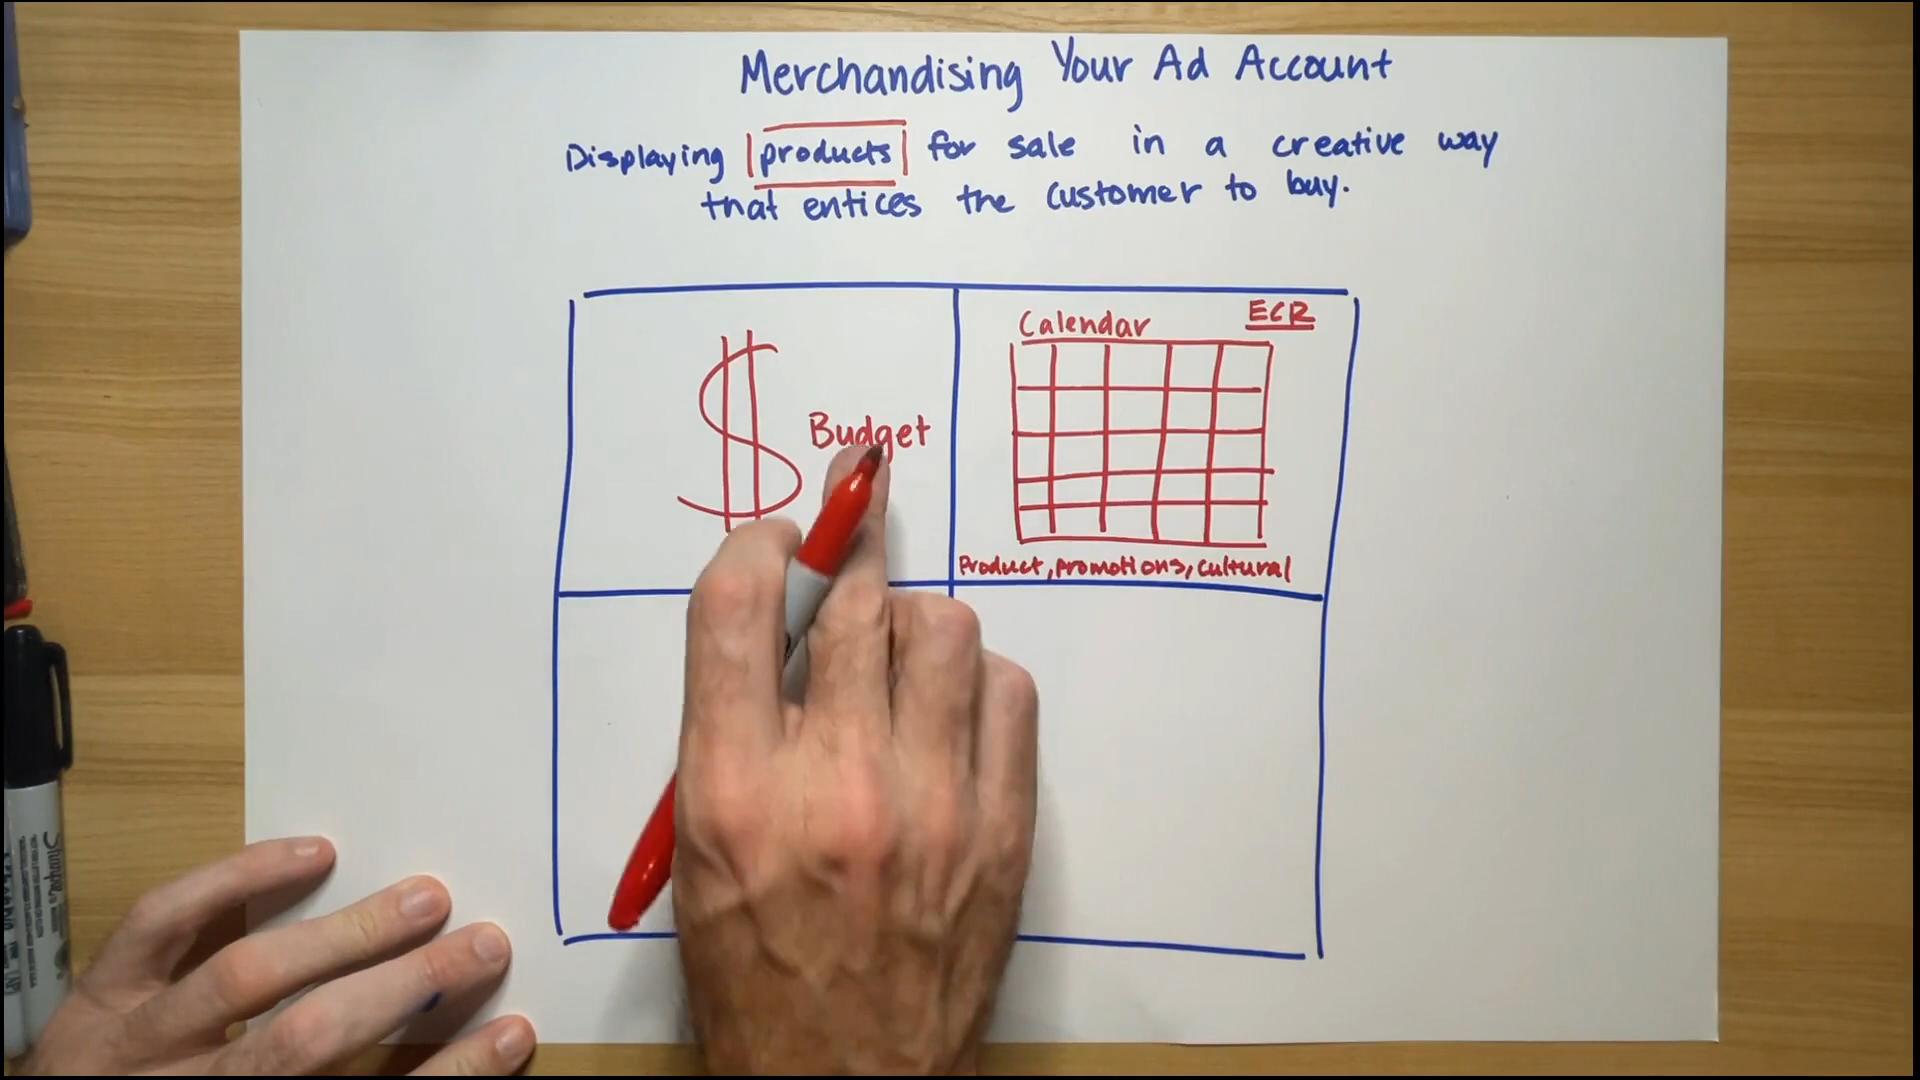 Merchandising Your Ad Account
Displaying products for sale in a creative way
that entices the customer to buy.
$
Budget
Calendar
ECR
Product, promotions, cultural
Sharpie